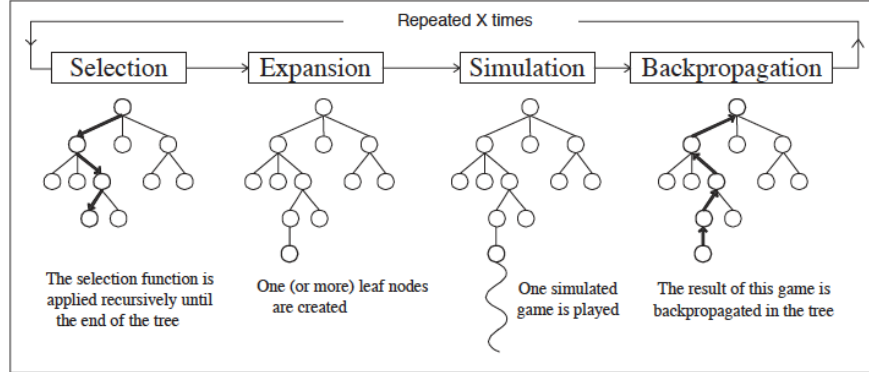 Repeated X times
Selection
Expansion
Simulation
Backpropagation
The selection function is
applied recursively until
the end of the tree
One (or more) leaf nodes
are created
One simulated
game is played
The result of this game is
backpropagated in the tree